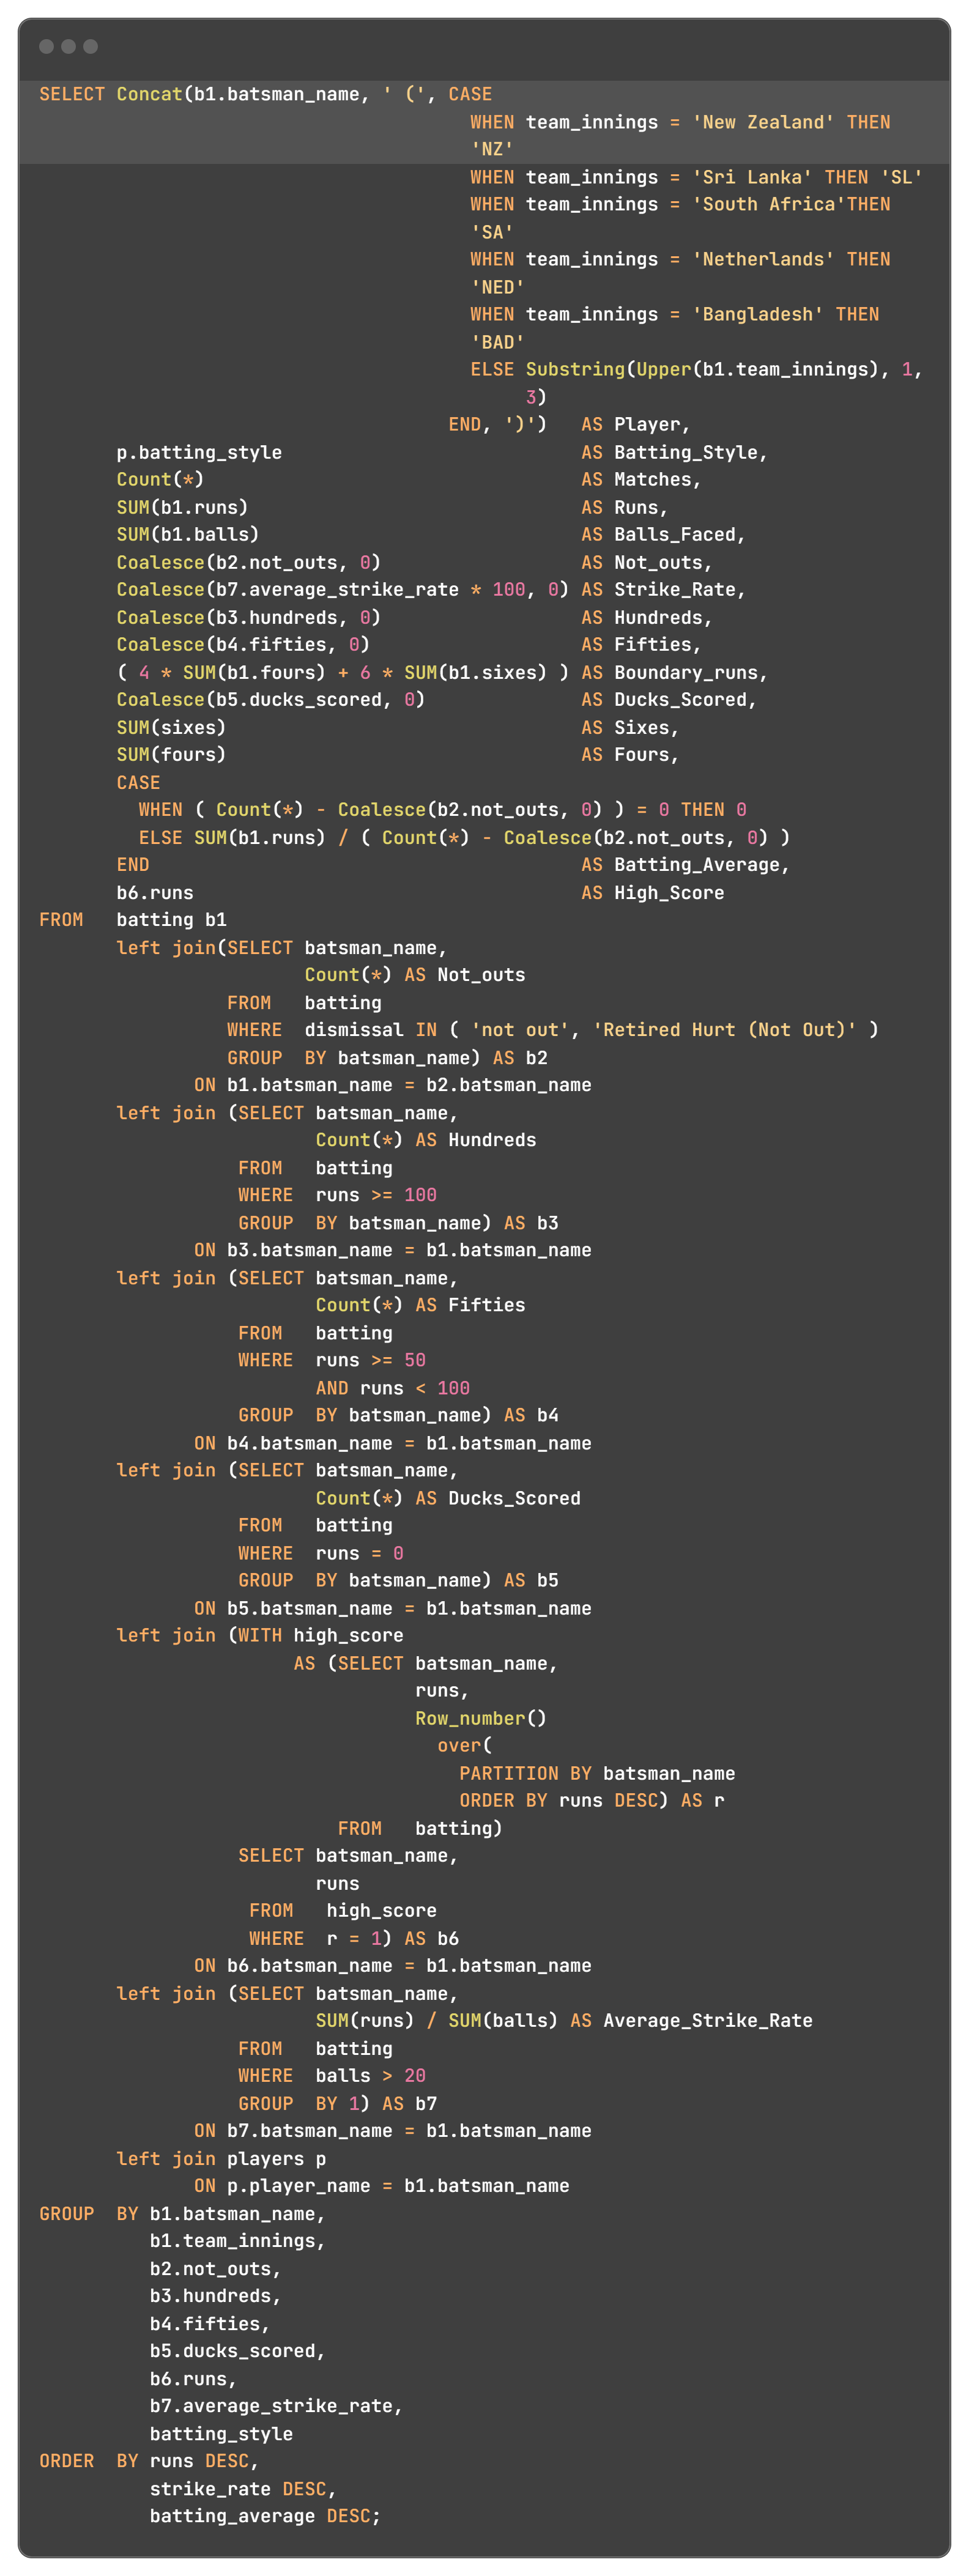 SELECT Concat(b1.batsman_name, ' (', CASE
WHEN team_innings = 'New Zealand' THEN
'NZ'
WHEN team_innings = 'Sri Lanka' THEN 'SL'
WHEN team_innings = 'South Africa'THEN
'SA'
WHEN team_innings = 'Netherlands' THEN
'NED'
WHEN team_innings = 'Bangladesh' THEN
'BAD'
ELSE Substring(Upper(b1.team_innings), 1,
3)
END, ')') AS Player,
p.batting_style AS Batting_Style,
Count(*) AS Matches,
SUM(b1.runs) AS Runs,
SUM(b1.balls) AS Balls_Faced,
Coalesce(b2.not_outs, 0) AS Not_outs,
Coalesce(b7.average_strike_rate * 100, 0) AS Strike_Rate,
Coalesce(b3.hundreds, 0) AS Hundreds,
Coalesce(b4.fifties, 0) AS Fifties,
( 4 * SUM(b1.fours) + 6 * SUM(b1.sixes) ) AS Boundary_runs,
Coalesce(b5.ducks_scored, 0) AS Ducks_Scored,
SUM(sixes) AS Sixes,
SUM(fours) AS Fours,
CASE
WHEN ( Count(*) - Coalesce(b2.not_outs, 0) ) = 0 THEN 0
ELSE SUM(b1.runs) / ( Count(*) - Coalesce(b2.not_outs, 0) )
END AS Batting_Average,
b6.runs AS High_Score
FROM batting b1
left join(SELECT batsman_name,
Count(*) AS Not_outs
FROM batting
WHERE dismissal IN ( 'not out', 'Retired Hurt (Not Out)' )
GROUP BY batsman_name) AS b2
ON b1.batsman_name = b2.batsman_name
left join (SELECT batsman_name,
Count(*) AS Hundreds
FROM batting
WHERE runs >= 100
GROUP BY batsman_name) AS b3
ON b3.batsman_name = b1.batsman_name
left join (SELECT batsman_name,
Count(*) AS Fifties
FROM batting
WHERE runs >= 50
AND runs < 100
GROUP BY batsman_name) AS b4
ON b4.batsman_name = b1.batsman_name
left join (SELECT batsman_name,
Count(*) AS Ducks_Scored
FROM batting
WHERE runs = 0
GROUP BY batsman_name) AS b5
ON b5.batsman_name = b1.batsman_name
left join (WITH high_score
AS (SELECT batsman_name,
runs,
Row_number()
over(
PARTITION BY batsman_name
ORDER BY runs DESC) AS r
FROM batting)
SELECT batsman_name,
runs
FROM high_score
WHERE r = 1) AS b6
ON b6.batsman_name = b1.batsman_name
left join (SELECT batsman_name,
SUM(runs) / SUM(balls) AS Average_Strike_Rate
FROM batting
WHERE balls > 20
GROUP BY 1) AS b7
ON b7.batsman_name = b1.batsman_name
left join players p
ON p.player_name = b1.batsman_name
GROUP BY b1.batsman_name,
b1.team_innings,
b2.not_outs,
b3.hundreds,
b4.fifties,
b5.ducks_scored,
b6.runs,
b7.average_strike_rate,
batting_style
ORDER BY runs DESC,
strike_rate DESC,
batting_average DESC;